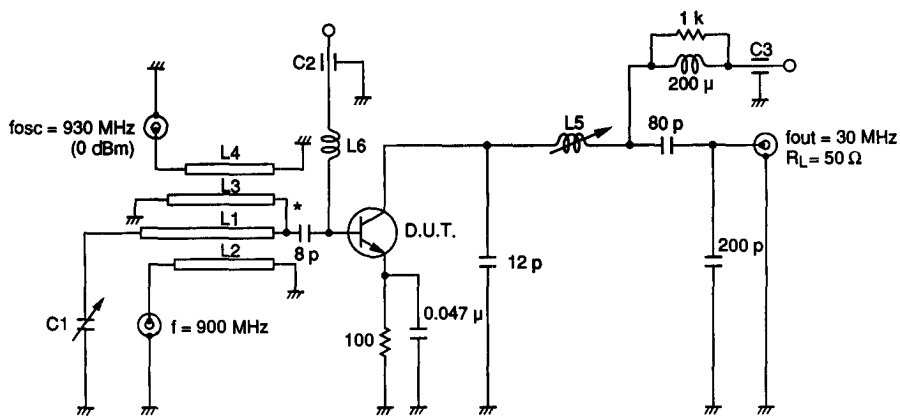 1 k
C2
C3
200 µ
fosc = 930 MHz
(0 dBm)
L6
L5
80 p
fout = 30 MHz
RL = 50 Ω
L4
L3
*
L1
8 p
D.U.T.
L2
12 p
200 p
C1
f = 900 MHz
100
0.047 µ